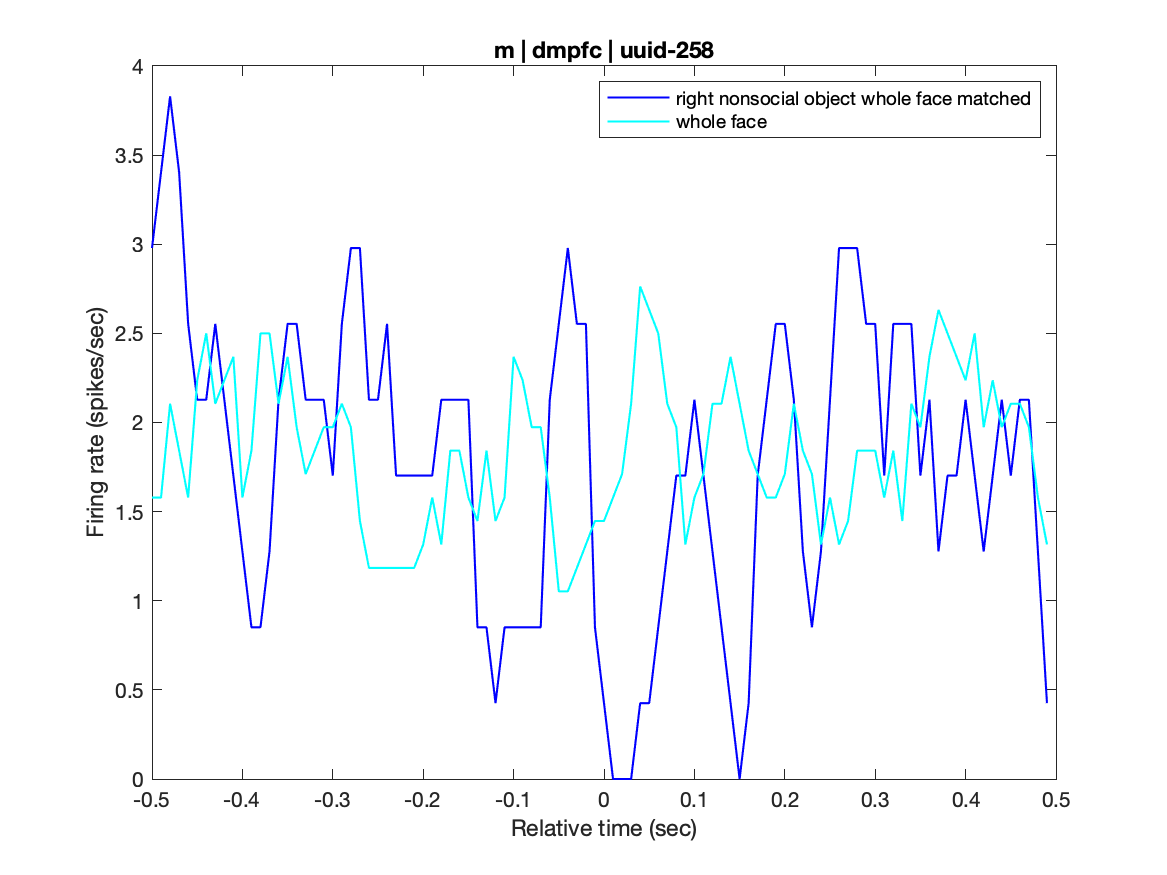 m | dmpfc | uuid-258
right nonsocial object whole face matched
whole face
Firing rate (spikes/sec)
4
3.5
3
2.5
2
1.5
1
0.5
0
-0.5 -0.4 -0.3 -0.2 -0.1 0 0.1 0.2 0.3 0.4 0.5
Relative time (sec)